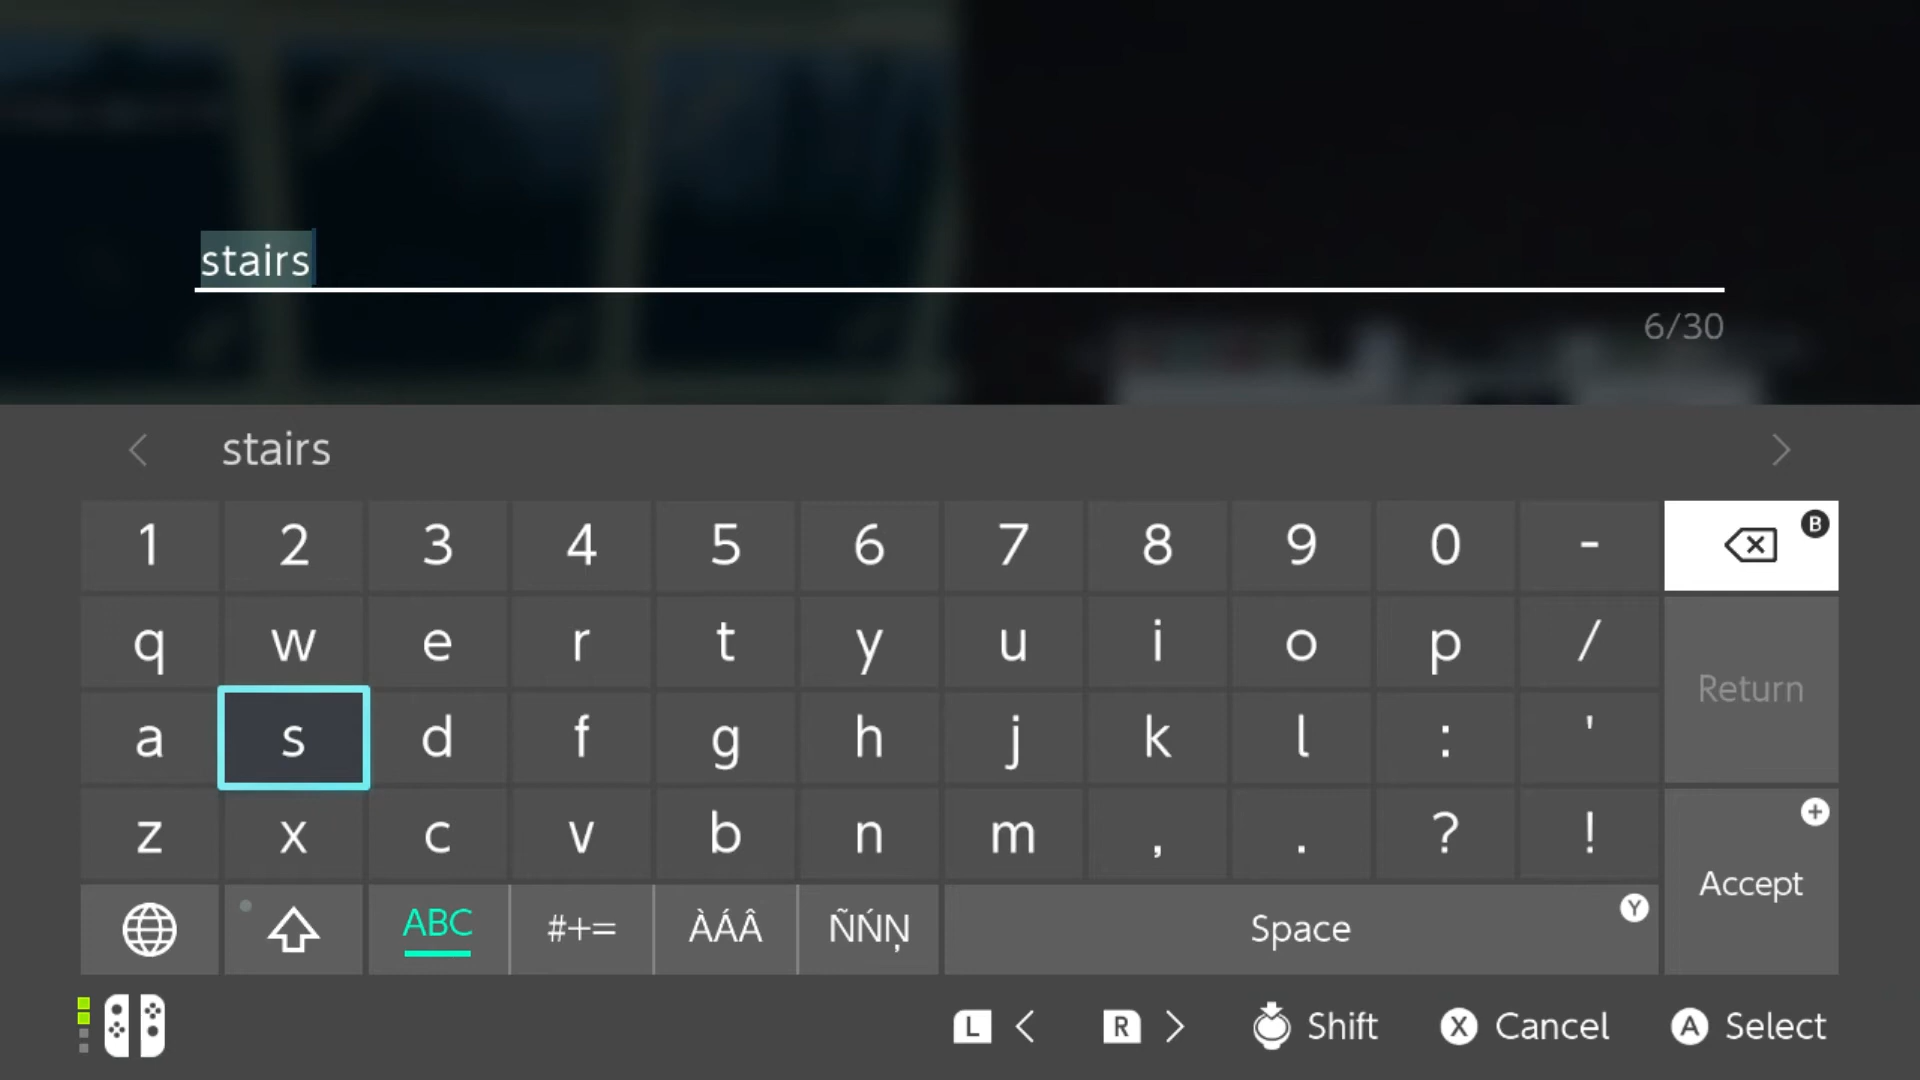 stairs
6/30
stairs
1 2 3 4 5 6 7 8 9 0 - B
q w e r t y u i o p / Return
a s d f g h j k l : '
z x c v b n m , . ? ! +
Accept
ABC #+= ÀÁÂ ÑŃŅ Space Y
L < R > Shift X Cancel A Select